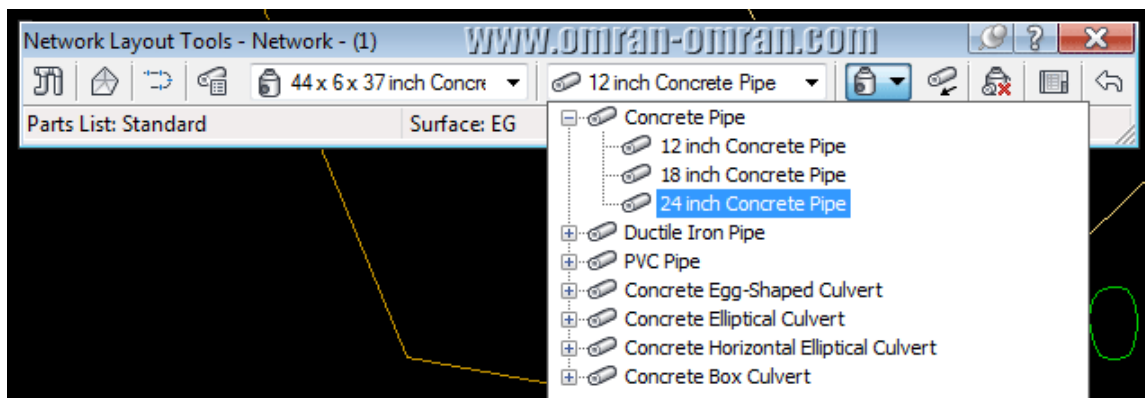 Network Layout Tools - Network - (1)
www.omran-omran.com
44 x 6 x 37 inch Concre
12 inch Concrete Pipe
Parts List: Standard
Surface: EG
Concrete Pipe
12 inch Concrete Pipe
18 inch Concrete Pipe
24 inch Concrete Pipe
Ductile Iron Pipe
PVC Pipe
Concrete Egg-Shaped Culvert
Concrete Elliptical Culvert
Concrete Horizontal Elliptical Culvert
Concrete Box Culvert